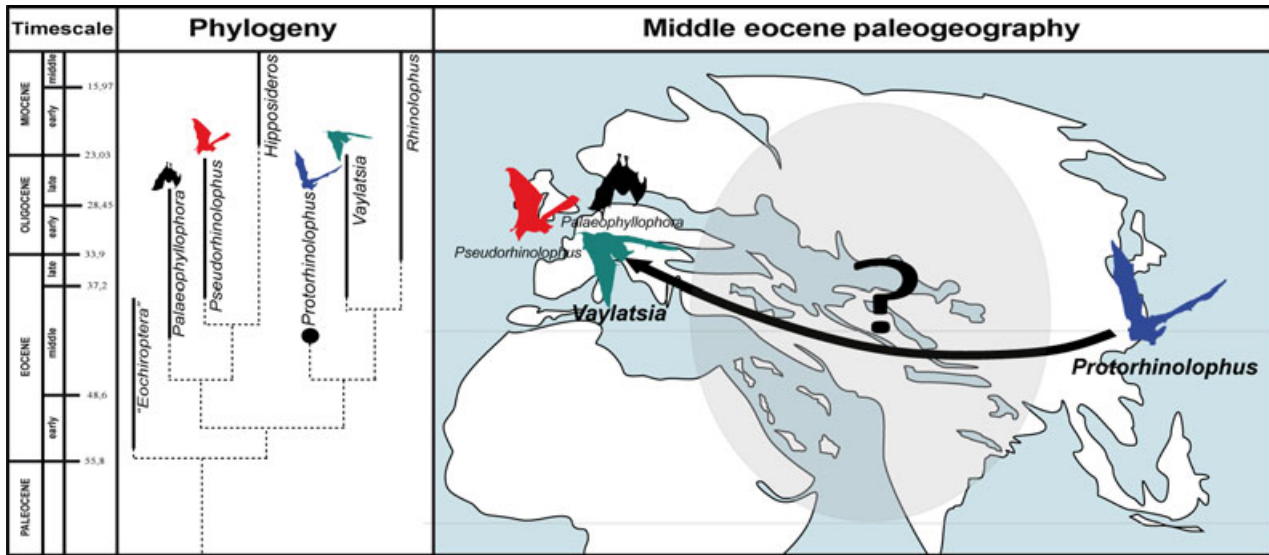 Timescale
Phylogeny
Middle eocene paleogeography
MIOCENE
middle
15,97
early
23,03
OLIGOCENE
late
28,45
early
33,9
EOCENE
late
37,2
middle
48,6
early
55,8
PALEOCENE
"Eochiroptera"
Palaeophyllophora
Pseudorhinolophus
Hipposideros
Protorhinolophus
Vaylatsia
Rhinolophus
Palaeophyllophora
Pseudorhinolophus
Vaylatsia
?
Protorhinolophus